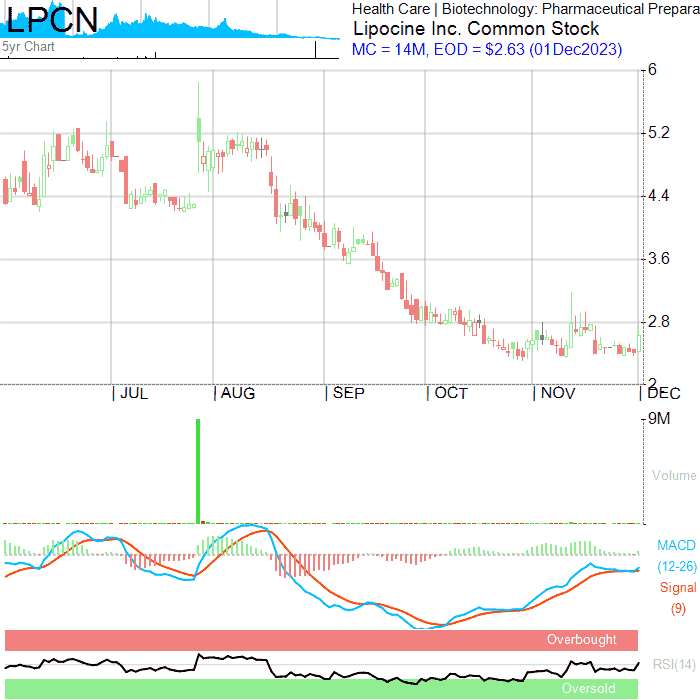 LPCN
5yr Chart
Health Care | Biotechnology: Pharmaceutical Prepara
Lipocine Inc. Common Stock
MC = 14M, EOD = $2.63 (01Dec2023)
6
5.2
4.4
3.6
2.8
2
| JUL | AUG | SEP | OCT | NOV | DEC
9M
Volume
MACD
(12-26)
Signal
(9)
Overbought
RSI(14)
Oversold